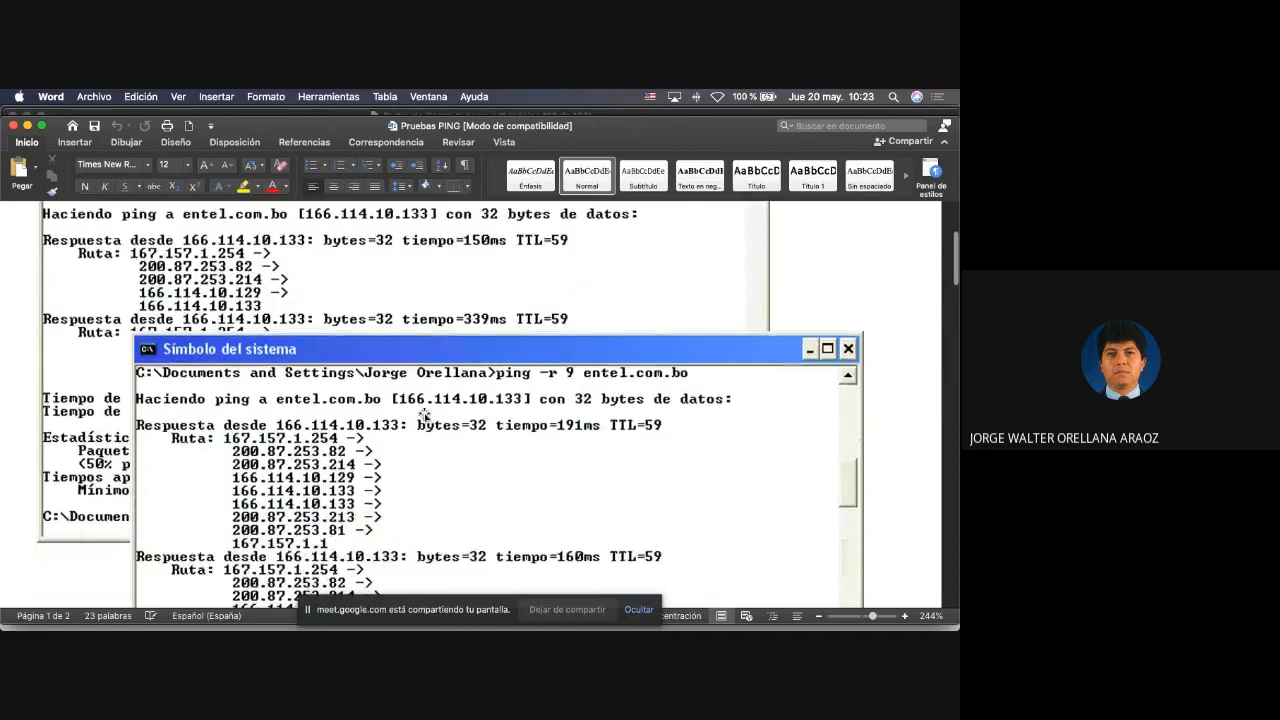 Word Archivo Edición Ver Insertar Formato Herramientas Tabla Ventana Ayuda 100 % Jue 20 may. 10:23
Pruebas PING [Modo de compatibilidad]
Buscar en documento
Inicio Insertar Dibujar Diseño Disposición Referencias Correspondencia Revisar Vista Compartir
Pegar
Times New R... 12
N K S abc X₂ X² A A
AaBbCcDdEe AaBbCcDdEe AaBbCcDdEe AaBbCcDdE AaBbCcD AaBbCcD AaBbCcDdEe
Énfasis Normal Subtítulo Texto en neg... Título Título 1 Sin espaciado
Panel de estilos
Haciendo ping a entel.com.bo [166.114.10.133] con 32 bytes de datos:
Respuesta desde 166.114.10.133: bytes=32 tiempo=150ms TTL=59
Ruta: 167.157.1.254 ->
200.87.253.82 ->
200.87.253.214 ->
166.114.10.129 ->
166.114.10.133
Respuesta desde 166.114.10.133: bytes=32 tiempo=339ms TTL=59
Ruta: 167.157.1.254 ->
Tiempo de
Tiempo de
Estadístic
Paquet
(50% p
Tiempos ap
Mínimo
C:\Documen
Símbolo del sistema
C:\Documents and Settings\Jorge Orellana>ping -r 9 entel.com.bo
Haciendo ping a entel.com.bo [166.114.10.133] con 32 bytes de datos:
Respuesta desde 166.114.10.133: bytes=32 tiempo=191ms TTL=59
Ruta: 167.157.1.254 ->
200.87.253.82 ->
200.87.253.214 ->
166.114.10.129 ->
166.114.10.133 ->
166.114.10.133 ->
200.87.253.213 ->
200.87.253.81 ->
167.157.1.1
Respuesta desde 166.114.10.133: bytes=32 tiempo=160ms TTL=59
Ruta: 167.157.1.254 ->
200.87.253.82 ->
meet.google.com está compartiendo tu pantalla. Dejar de compartir Ocultar
Página 1 de 2 23 palabras Español (España) 244%
JORGE WALTER ORELLANA ARAOZ